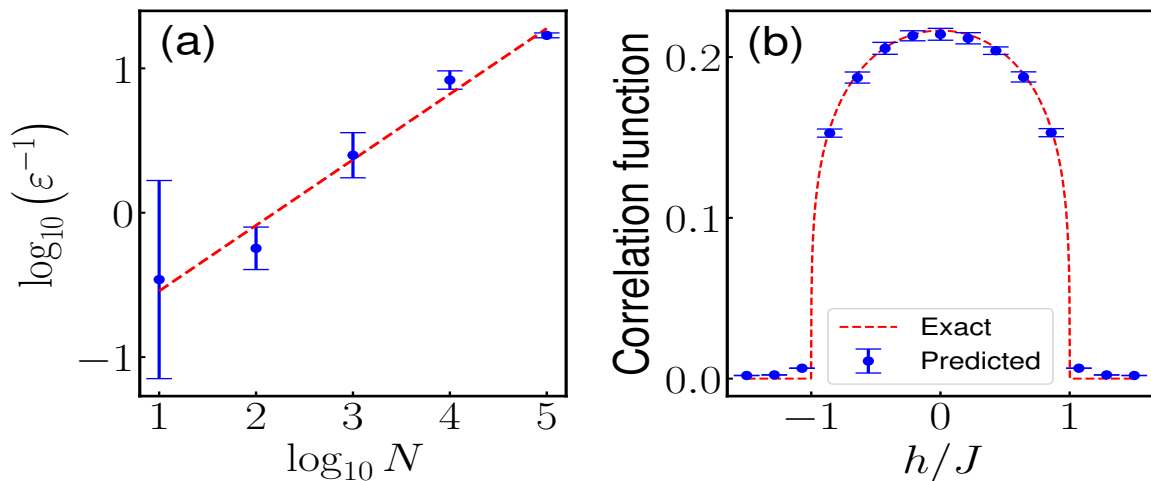 (a)
log₁₀(ε⁻¹)
1
0
−1
1 2 3 4 5
log₁₀ N
(b)
Correlation function
0.2
0.1
0.0
Exact
Predicted
−1 0 1
h/J